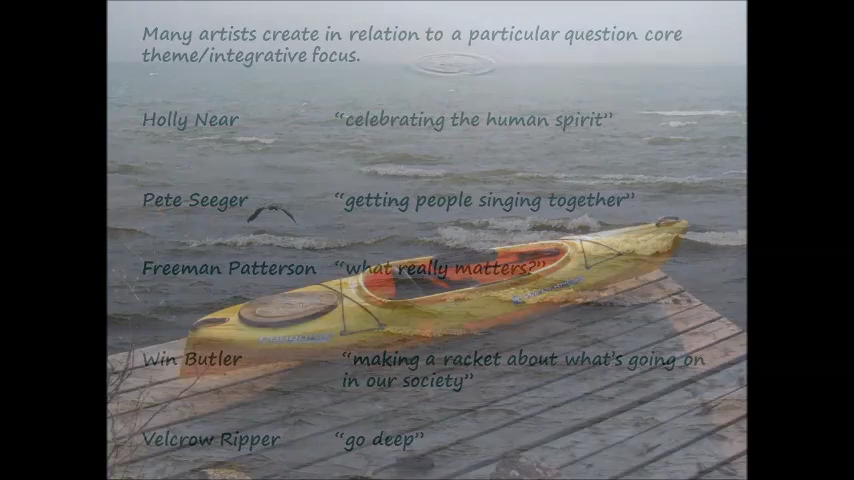 Many artists create in relation to a particular question core
theme/integrative focus.
Holly Near “celebrating the human spirit”
Pete Seeger “getting people singing together”
Freeman Patterson “what really matters?”
Win Butler “making a racket about what's going on
in our society”
Velcrow Ripper “go deep”